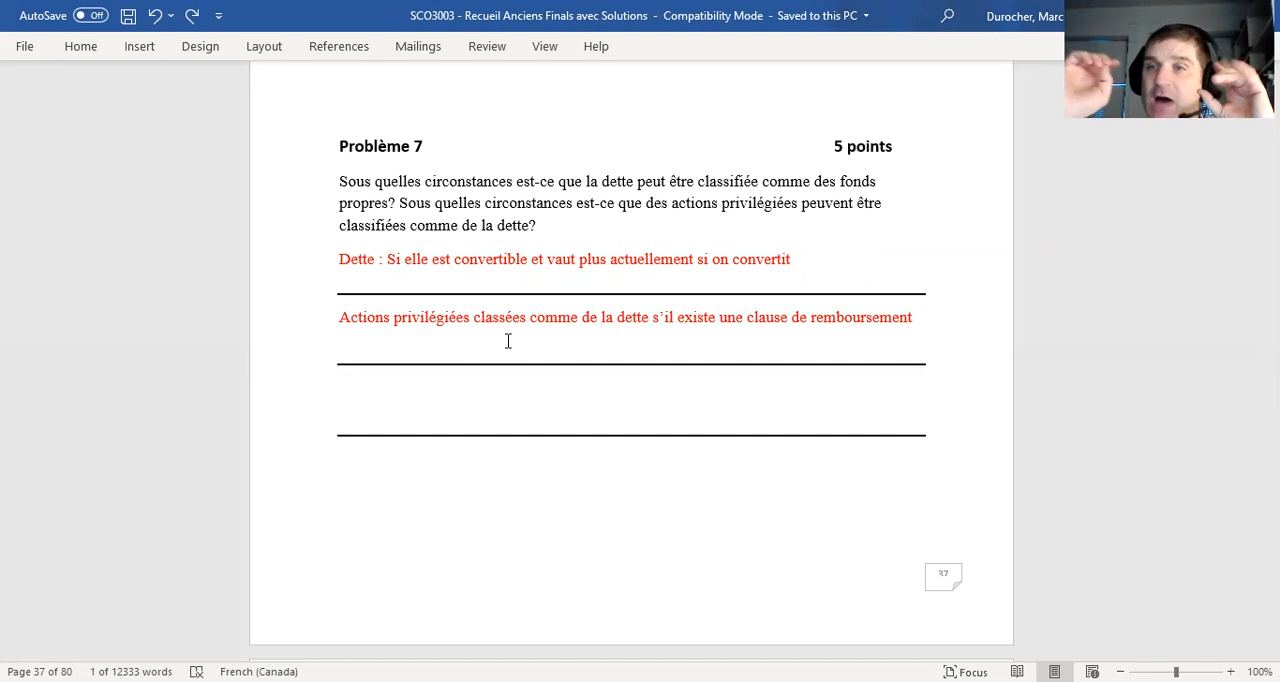 AutoSave Off SCO3003 - Recueil Anciens Finals avec Solutions - Compatibility Mode - Saved to this PC Durocher, Marc
File Home Insert Design Layout References Mailings Review View Help
Problème 7 5 points
Sous quelles circonstances est-ce que la dette peut être classifiée comme des fonds
propres? Sous quelles circonstances est-ce que des actions privilégiées peuvent être
classifiées comme de la dette?
Dette : Si elle est convertible et vaut plus actuellement si on convertit
Actions privilégiées classées comme de la dette s’il existe une clause de remboursement
37
Page 37 of 80 1 of 12333 words French (Canada) Focus 100%